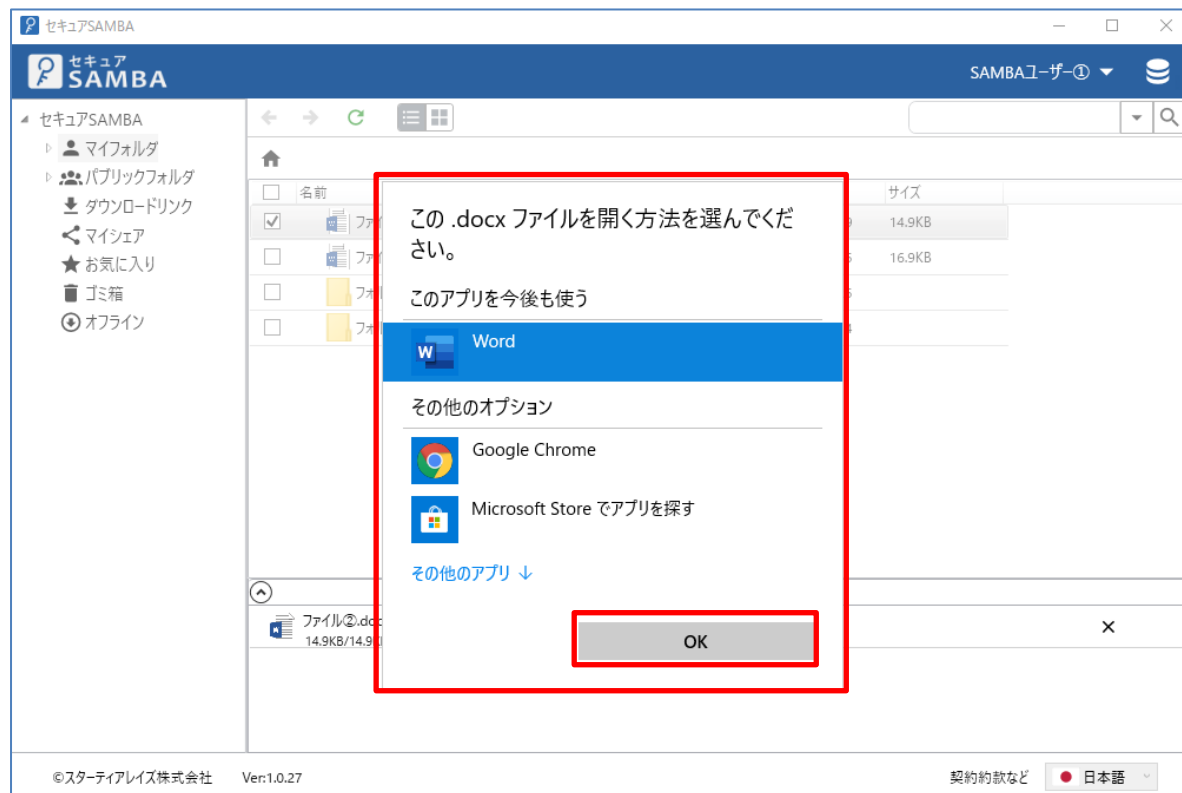 セキュアSAMBA
セキュア
SAMBA
SAMBAユーザー①
セキュアSAMBA
マイフォルダ
パブリックフォルダ
ダウンロードリンク
マイシェア
お気に入り
ゴミ箱
オフライン
名前
サイズ
14.9KB
16.9KB
この .docx ファイルを開く方法を選んでくだ
さい。
このアプリを今後も使う
Word
その他のオプション
Google Chrome
Microsoft Store でアプリを探す
その他のアプリ ↓
OK
ファイル②.doc
14.9KB/14.9
©スターティアレイズ株式会社
Ver:1.0.27
契約約款など
日本語